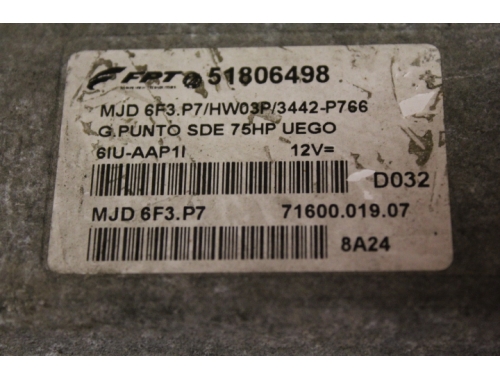 FPT 51806498
MJD 6F3.P7/HW03P/3442-P766
G.PUNTO SDE 75HP UEGO
6IU-AAP1I 12V=
D032
MJD 6F3.P7 71600.019.07
8A24